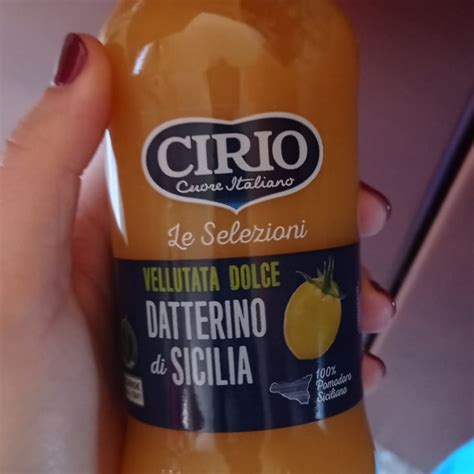 CIRIO
Cuore Italiano
Le Selezioni
VELLUTATA DOLCE
DATTERINO
di SICILIA
100%
Pomodoro
Siciliano